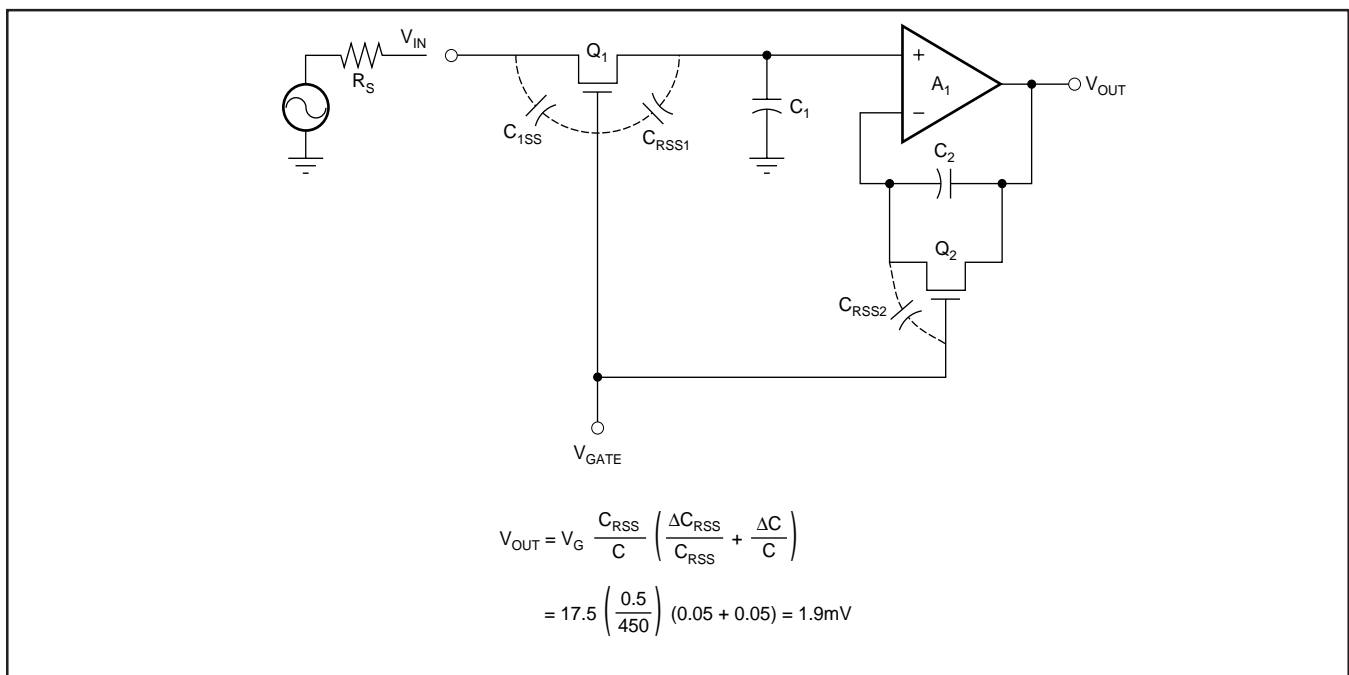 V_IN
R_S
Q_1
C_1SS
C_RSS1
C_1
+
A_1
−
V_OUT
C_2
Q_2
C_RSS2
V_GATE
V_OUT = V_G C_RSS/C (ΔC_RSS/C_RSS + ΔC/C)
= 17.5 (0.5/450) (0.05 + 0.05) = 1.9mV